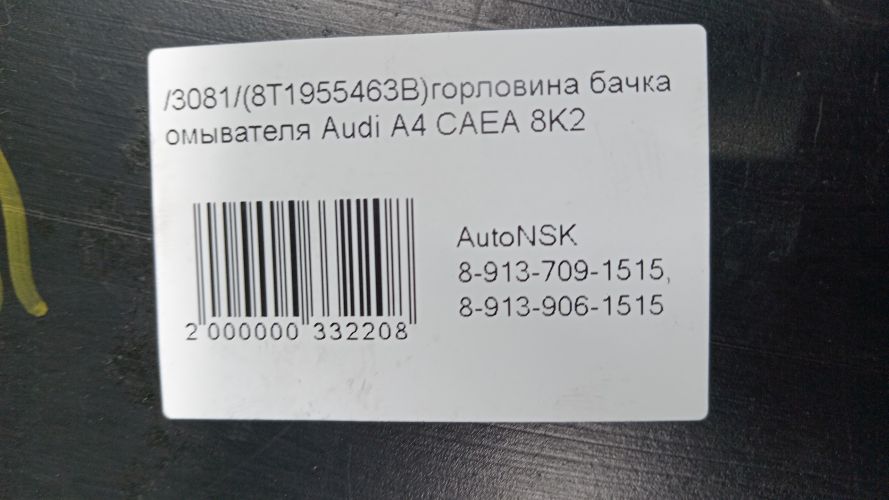 /3081/(8T1955463B)горловина бачка
омывателя Audi A4 CAEA 8K2
AutoNSK
8-913-709-1515,
8-913-906-1515
2 000000 332208